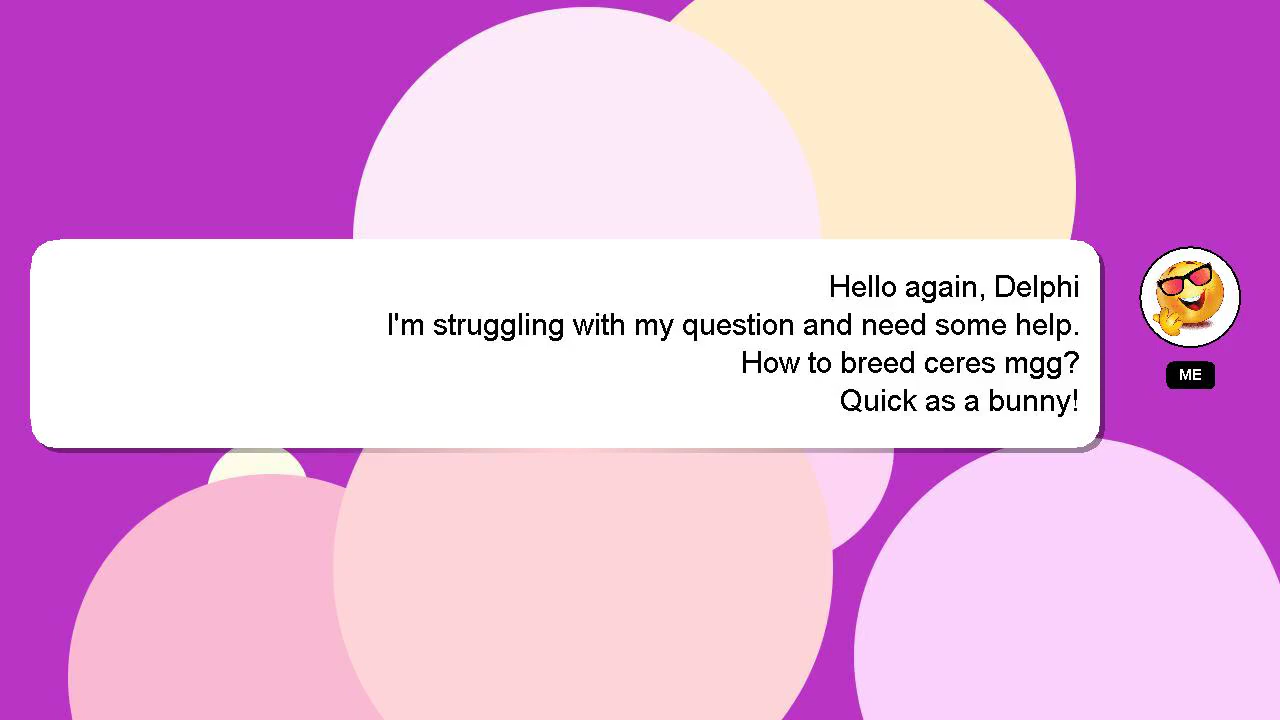 Hello again, Delphi
I'm struggling with my question and need some help.
How to breed ceres mgg?
Quick as a bunny!
ME